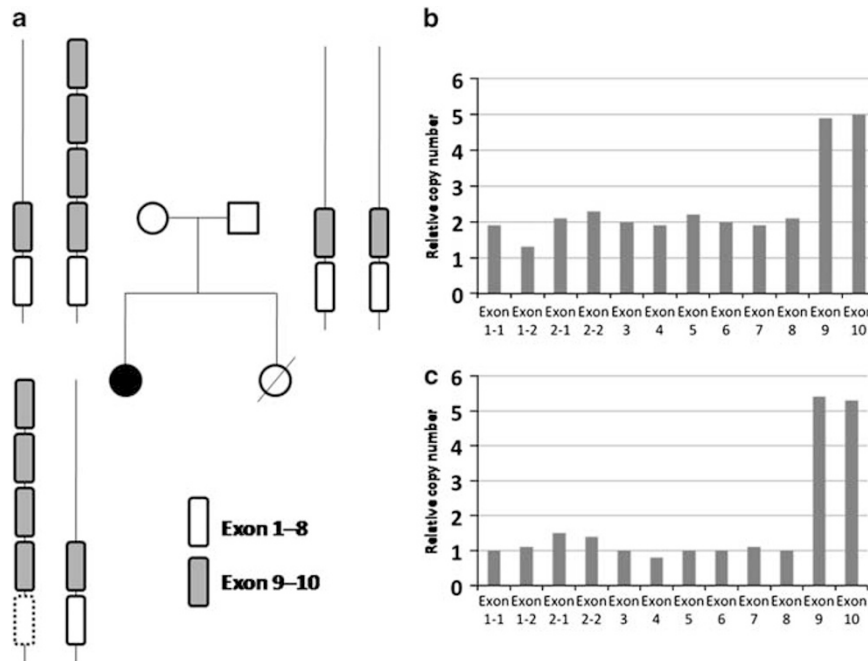 a
Exon 1–8
Exon 9–10
b
Relative copy number
6
5
4
3
2
1
0
Exon 1-1
Exon 1-2
Exon 2-1
Exon 2-2
Exon 3
Exon 4
Exon 5
Exon 6
Exon 7
Exon 8
Exon 9
Exon 10
c
Relative copy number
6
5
4
3
2
1
0
Exon 1-1
Exon 1-2
Exon 2-1
Exon 2-2
Exon 3
Exon 4
Exon 5
Exon 6
Exon 7
Exon 8
Exon 9
Exon 10